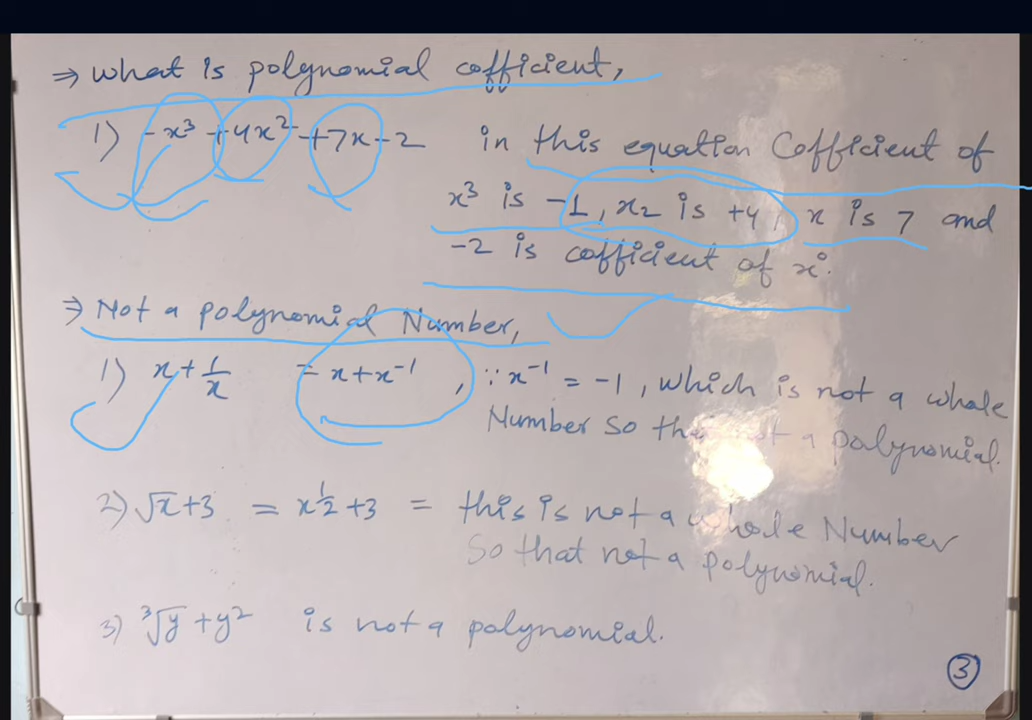 ⇒ What is polynomial cofficient,
1) -x³ +4x² +7x-2 in this equation Cofficient of
x³ is -1, x2 is +4, x is 7 and
-2 is cofficient of x⁰.
⇒ Not a polynomial Number,
1) x + 1/x = x + x⁻¹ , ∵ x⁻¹ = -1, which is not a whole
Number so not a polynomial.
2) √x+3 = x^1/2 +3 = this is not a whole Number
So that not a polynomial.
3) ³√y + y² is not a polynomial.
3